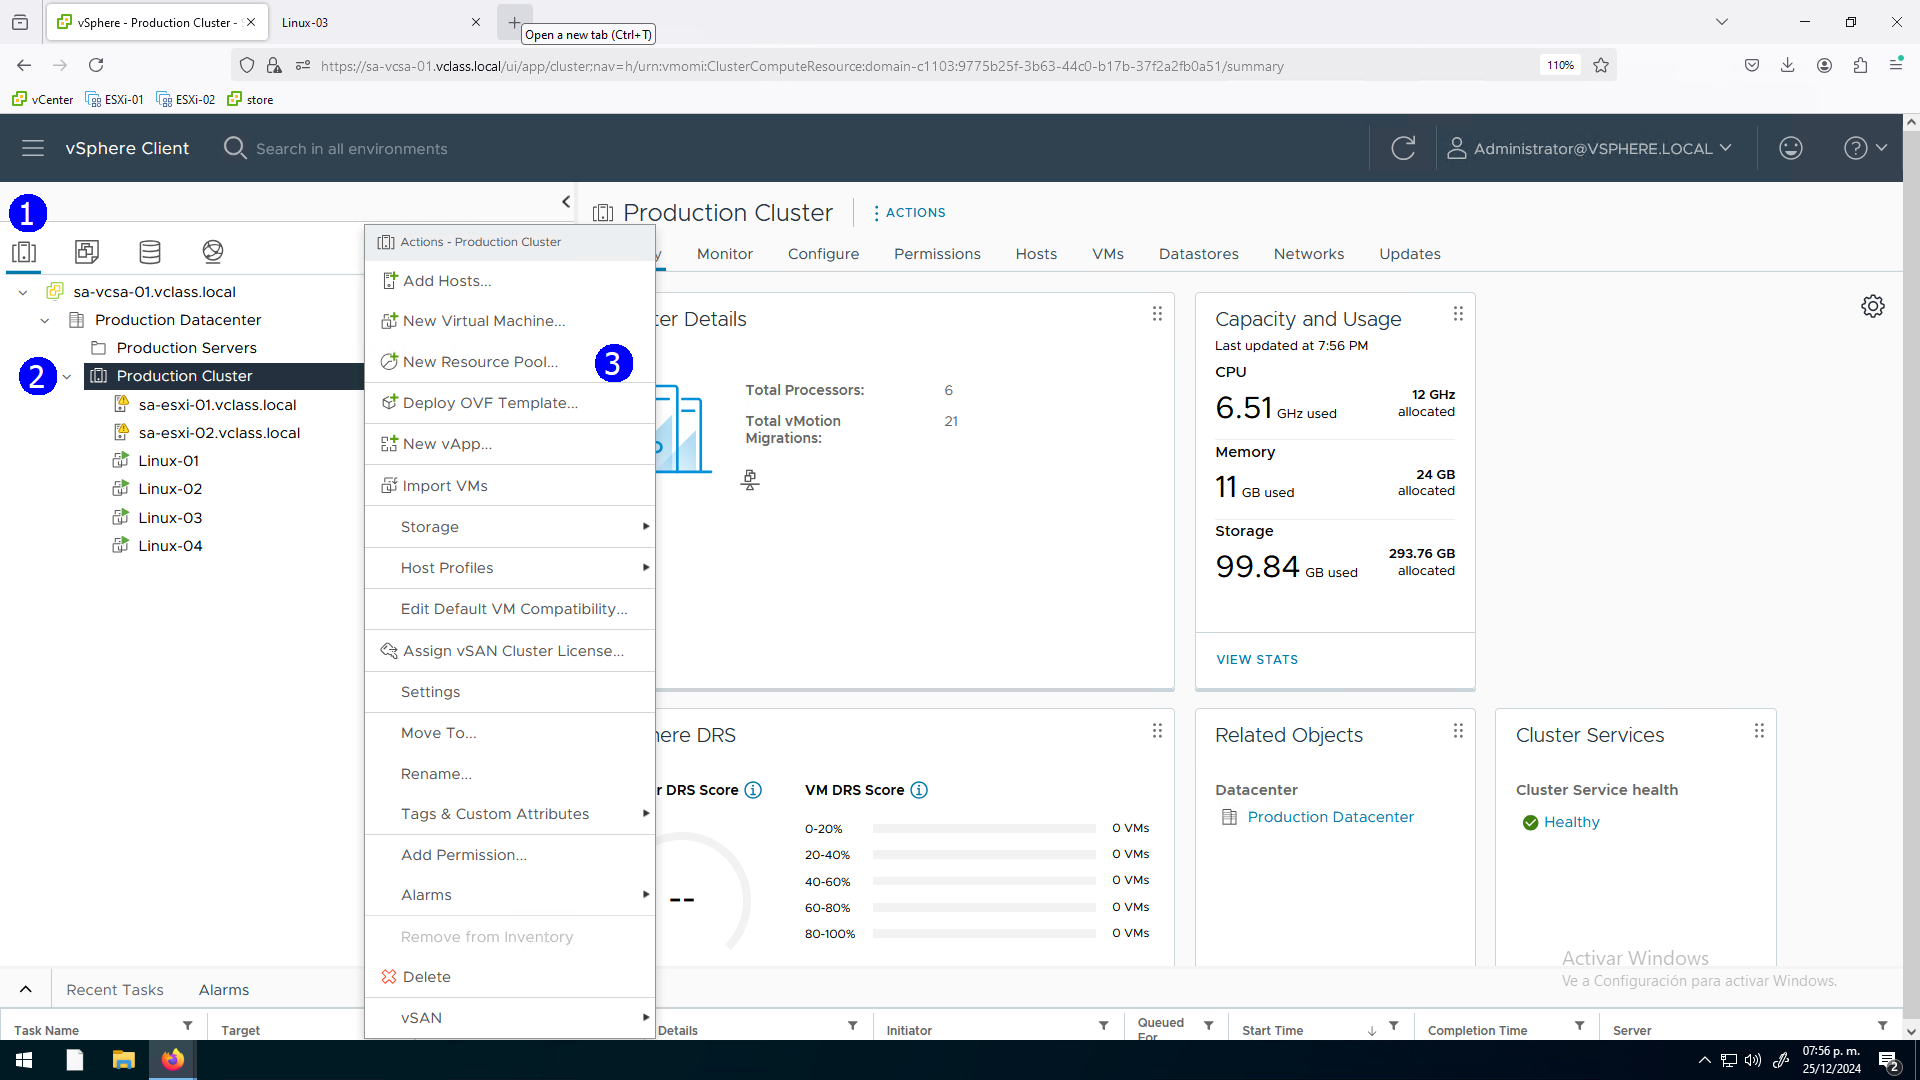 vSphere - Production Cluster -
Linux-03
Open a new tab (Ctrl+T)
https://sa-vcsa-01.vclass.local/ui/app/cluster;nav=h/urn:vmomi:ClusterComputeResource:domain-c1103:9775b25f-3b63-44c0-b17b-37f2a2fb0a51/summary
110%
vCenter
ESXi-01
ESXi-02
store
vSphere Client
Search in all environments
Administrator@VSPHERE.LOCAL
1
Production Cluster
ACTIONS
Actions - Production Cluster
y
Monitor
Configure
Permissions
Hosts
VMs
Datastores
Networks
Updates
sa-vcsa-01.vclass.local
Production Datacenter
Production Servers
2
Production Cluster
sa-esxi-01.vclass.local
sa-esxi-02.vclass.local
Linux-01
Linux-02
Linux-03
Linux-04
Add Hosts...
New Virtual Machine...
New Resource Pool...
3
Deploy OVF Template...
New vApp...
Import VMs
Storage
Host Profiles
Edit Default VM Compatibility...
Assign vSAN Cluster License...
Settings
Move To...
Rename...
Tags & Custom Attributes
Add Permission...
Alarms
Remove from Inventory
Delete
vSAN
ter Details
Total Processors:
6
Total vMotion
Migrations:
21
Capacity and Usage
Last updated at 7:56 PM
CPU
6.51 GHz used
12 GHz
allocated
Memory
11 GB used
24 GB
allocated
Storage
99.84 GB used
293.76 GB
allocated
VIEW STATS
here DRS
r DRS Score
--
VM DRS Score
0-20%
0 VMs
20-40%
0 VMs
40-60%
0 VMs
60-80%
0 VMs
80-100%
0 VMs
Related Objects
Datacenter
Production Datacenter
Cluster Services
Cluster Service health
Healthy
Activar Windows
Ve a Configuración para activar Windows.
Recent Tasks
Alarms
Task Name
Target
Details
Initiator
Queued
For
Start Time
Completion Time
Server
07:56 p. m.
25/12/2024
2